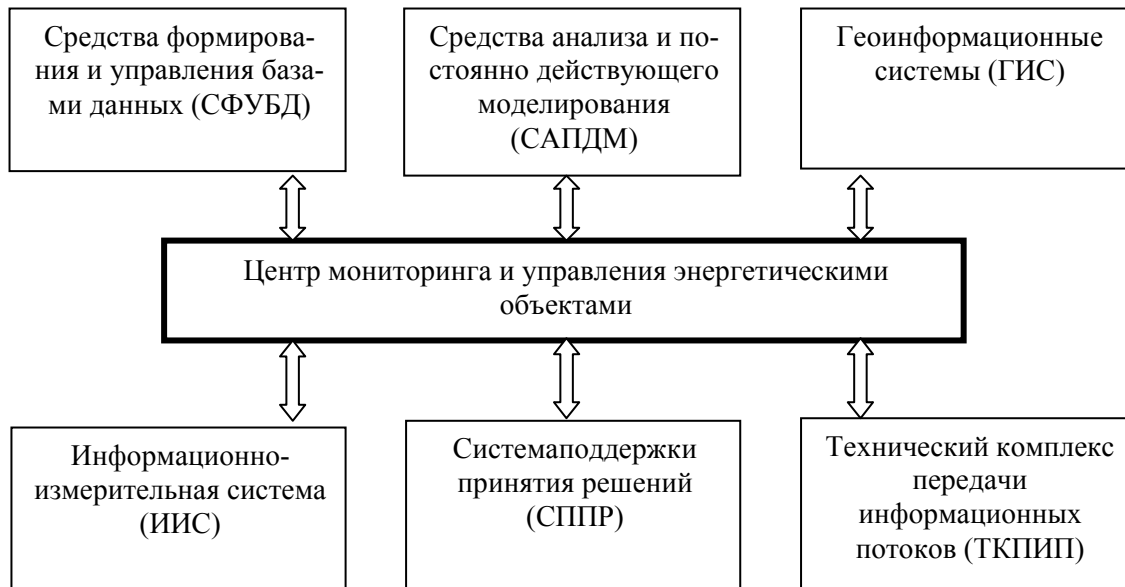 Средства формирова-
ния и управления база-
ми данных (СФУБД)
Средства анализа и по-
стоянно действующего
моделирования
(САПДМ)
Геоинформационные
системы (ГИС)
Центр мониторинга и управления энергетическими
объектами
Информационно-
измерительная система
(ИИС)
Системаподдержки
принятия решений
(СППР)
Технический комплекс
передачи
информационных
потоков (ТКПИП)